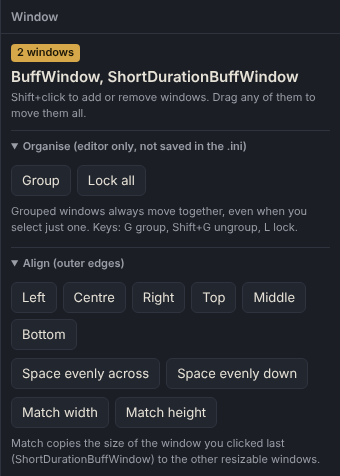 Window
2 windows
BuffWindow, ShortDurationBuffWindow
Shift+click to add or remove windows. Drag any of them to
move them all.
▼ Organise (editor only, not saved in the .ini)
Group Lock all
Grouped windows always move together, even when you
select just one. Keys: G group, Shift+G ungroup, L lock.
▼ Align (outer edges)
Left Centre Right Top Middle
Bottom
Space evenly across Space evenly down
Match width Match height
Match copies the size of the window you clicked last
(ShortDurationBuffWindow) to the other resizable windows.